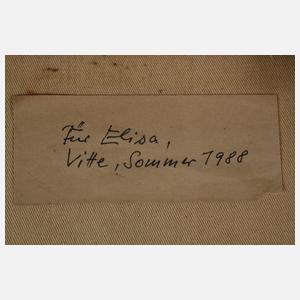 Für Elisa,
Vitte, Sommer 1988